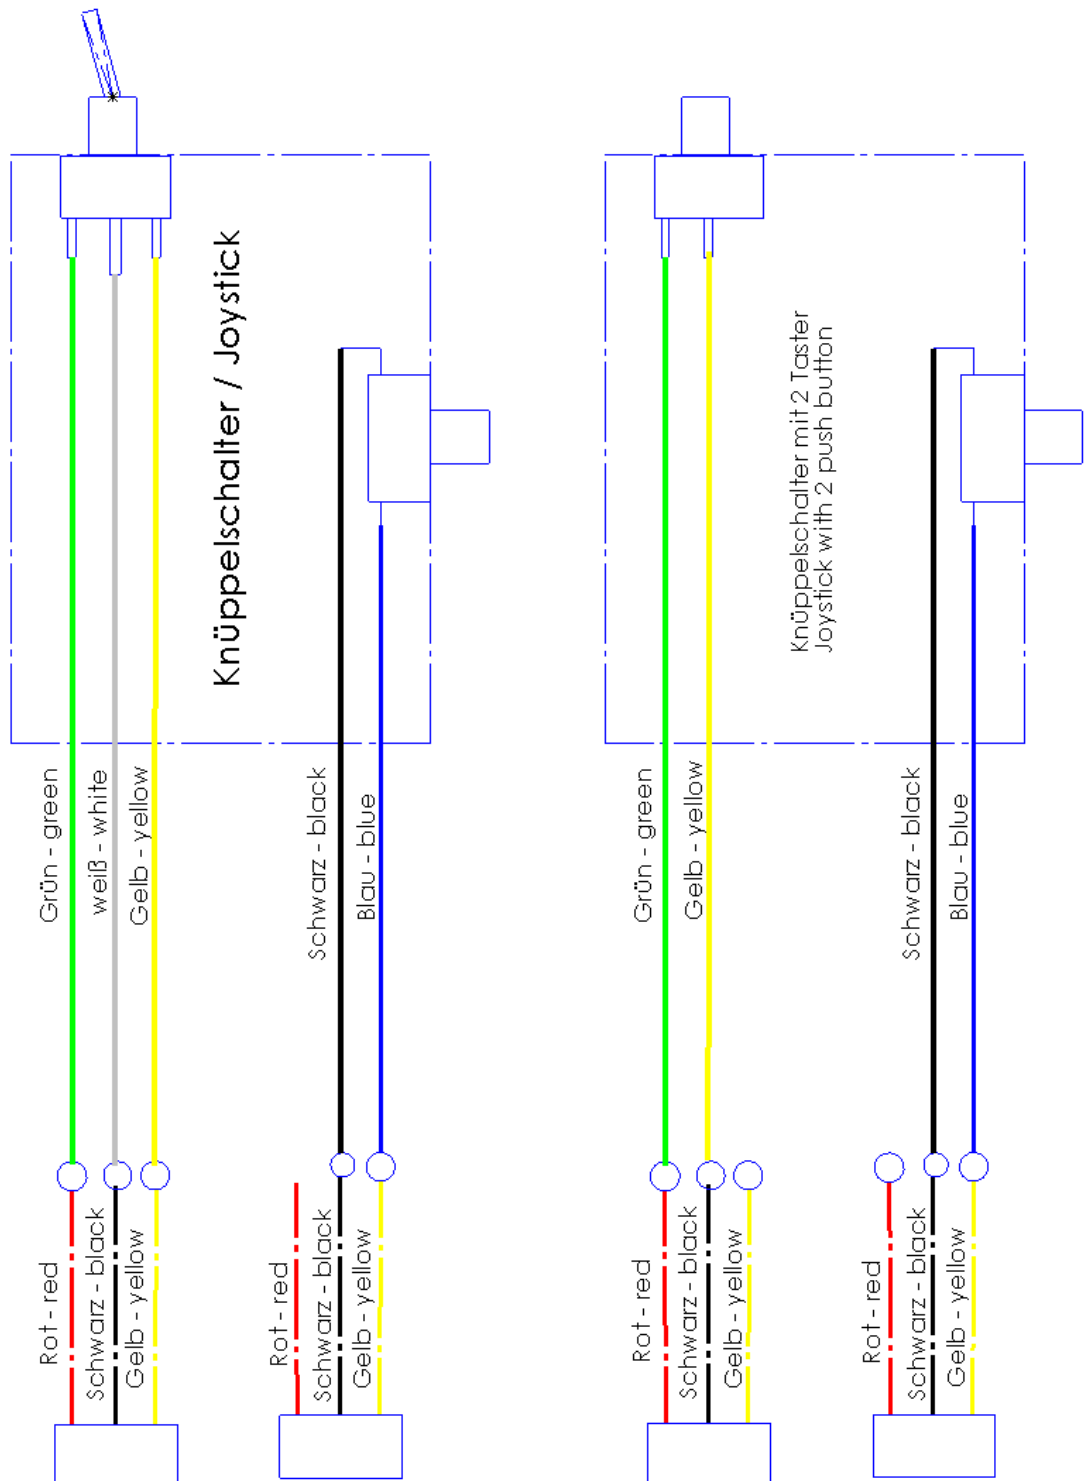 Knüppelschalter / Joystick
Grün - green
weiß - white
Gelb - yellow
Schwarz - black
Blau - blue
Rot - red
Schwarz - black
Gelb - yellow
Rot - red
Schwarz - black
Gelb - yellow
Knüppelschalter mit 2 Taster
Joystick with 2 push button
Grün - green
Gelb - yellow
Schwarz - black
Blau - blue
Rot - red
Schwarz - black
Gelb - yellow
Rot - red
Schwarz - black
Gelb - yellow